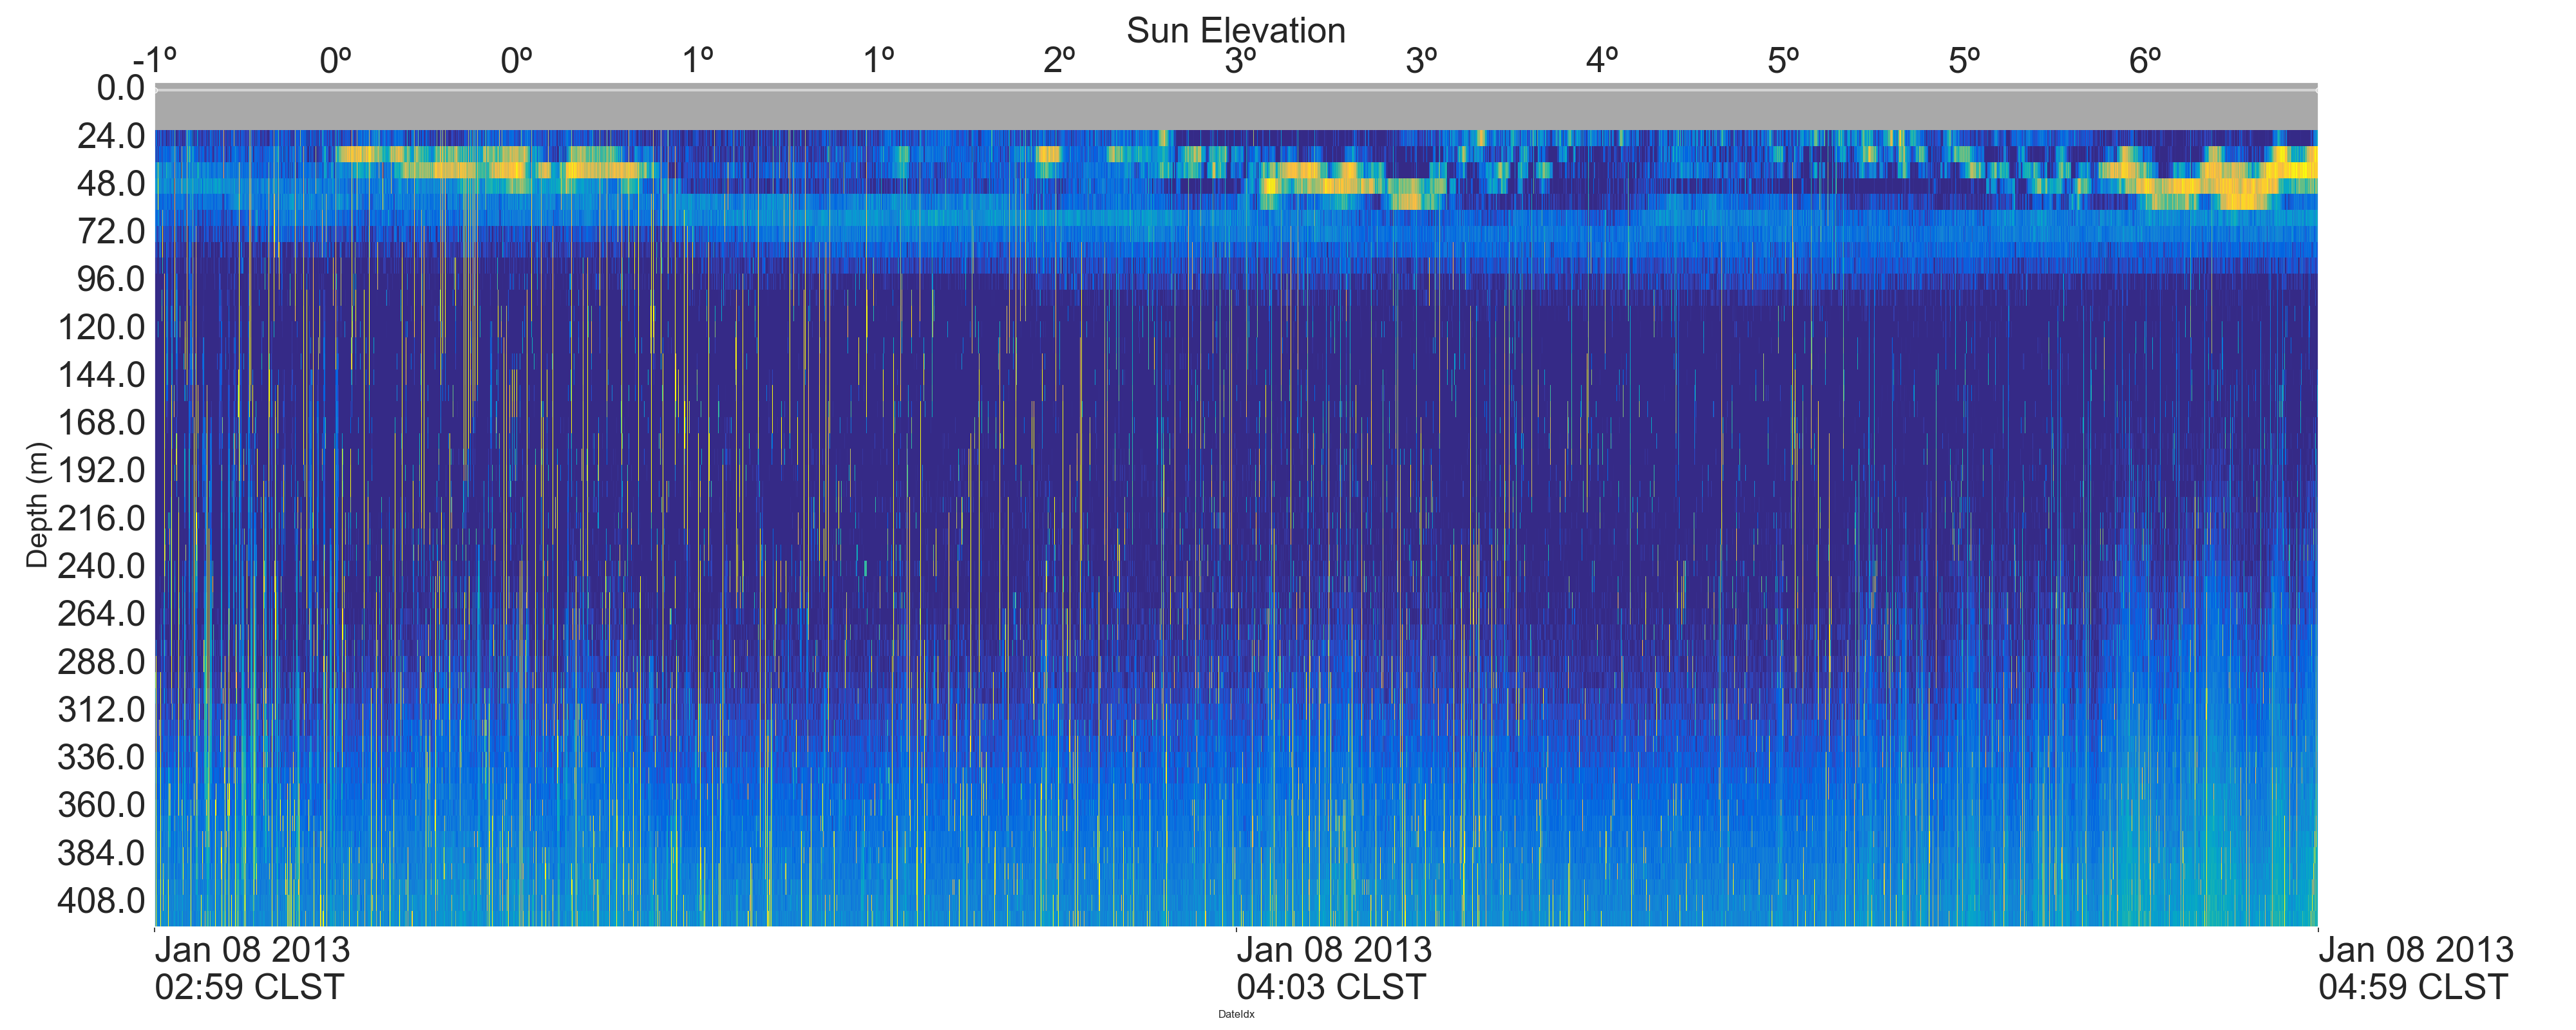 Sun Elevation
-1º 0º 0º 1º 1º 2º 3º 3º 4º 5º 5º 6º
0.0
24.0
48.0
72.0
96.0
120.0
144.0
168.0
192.0
216.0
240.0
264.0
288.0
312.0
336.0
360.0
384.0
408.0
Depth (m)
Jan 08 2013
02:59 CLST
Jan 08 2013
04:03 CLST
Jan 08 2013
04:59 CLST
DateIdx